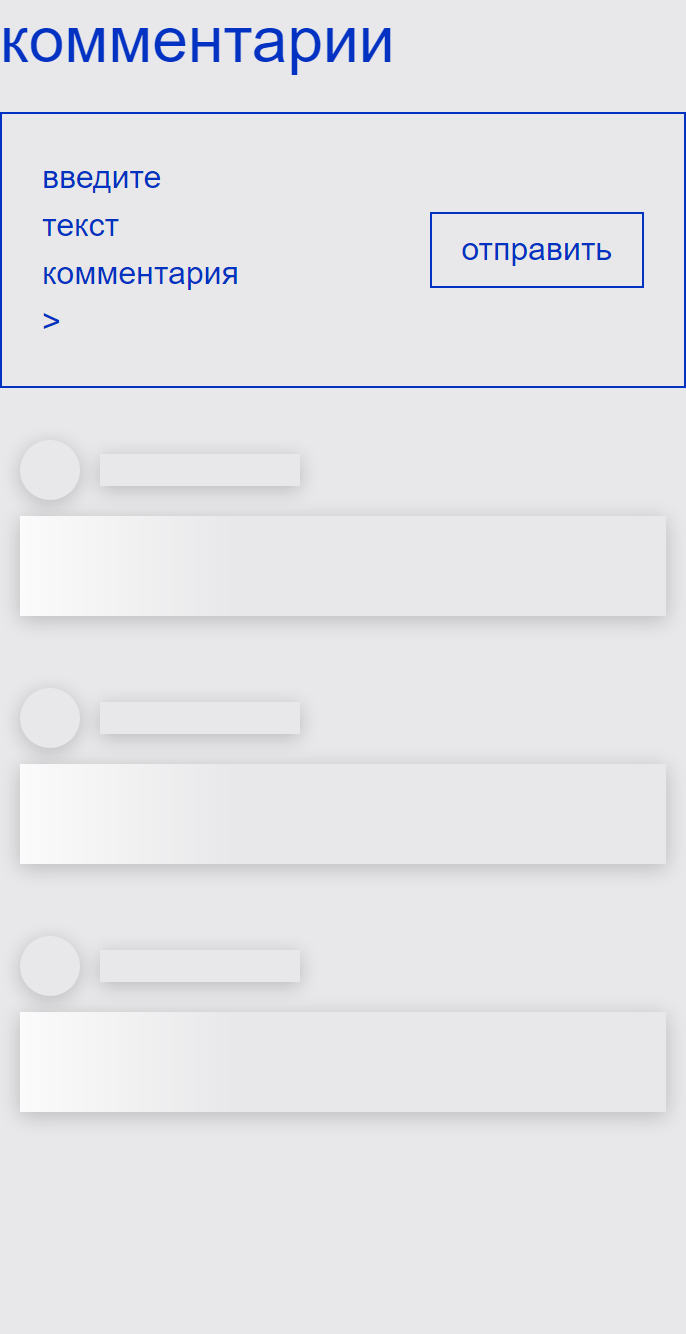 комментарии
введите
текст
комментария
>
отправить